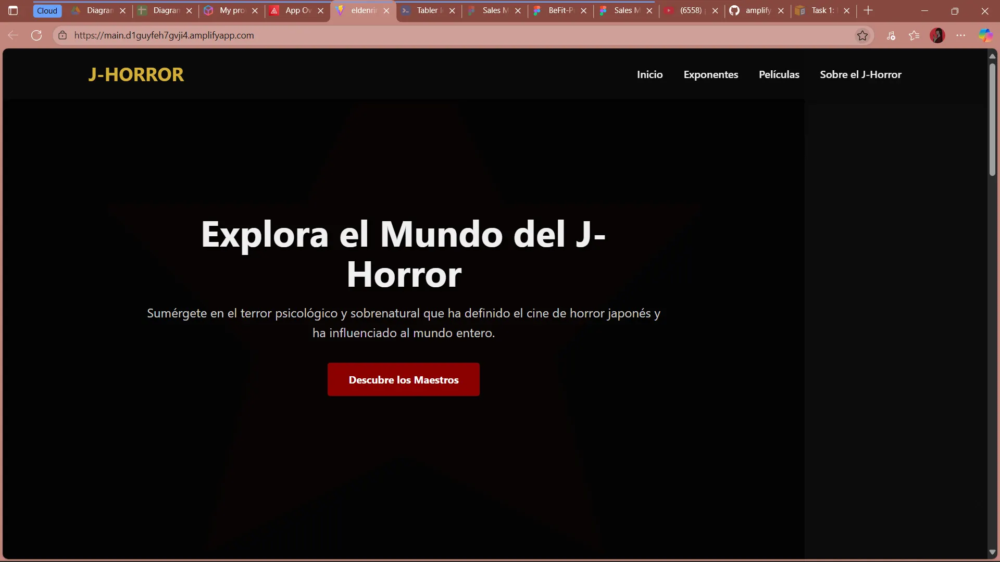 Cloud
Diagran
Diagran
My pro
App Ov
eldenrin
Tabler I
Sales M
BeFit-P
Sales M
(6558)
amplify
Task 1:
https://main.d1guyfeh7gvji4.amplifyapp.com
J-HORROR
Inicio
Exponentes
Películas
Sobre el J-Horror
Explora el Mundo del J-
Horror
Sumérgete en el terror psicológico y sobrenatural que ha definido el cine de horror japonés y
ha influenciado al mundo entero.
Descubre los Maestros